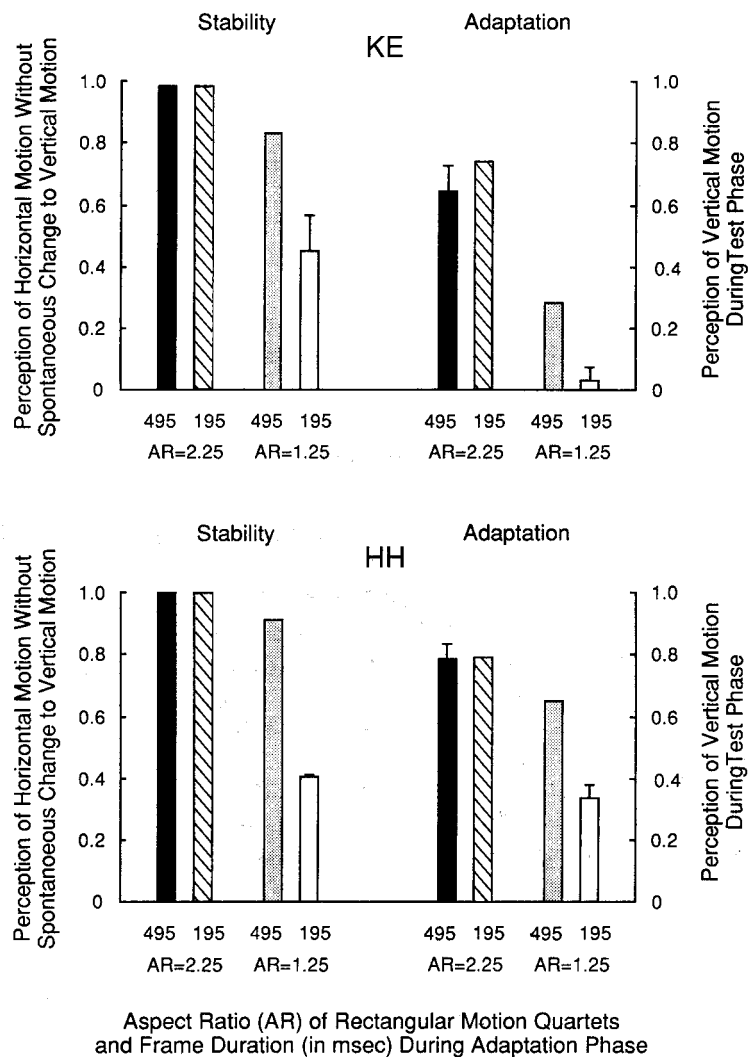 Stability Adaptation
KE
Perception of Horizontal Motion Without
Spontanoeous Change to Vertical Motion
1.0
0.8
0.6
0.4
0.2
0
1.0
0.8
0.6
0.4
0.2
0
Perception of Vertical Motion
DuringTest Phase
495 195 495 195 495 195 495 195
AR=2.25 AR=1.25 AR=2.25 AR=1.25
Stability Adaptation
HH
Perception of Horizontal Motion Without
Spontanoeous Change to Vertical Motion
1.0
0.8
0.6
0.4
0.2
0
1.0
0.8
0.6
0.4
0.2
0
Perception of Vertical Motion
DuringTest Phase
495 195 495 195 495 195 495 195
AR=2.25 AR=1.25 AR=2.25 AR=1.25
Aspect Ratio (AR) of Rectangular Motion Quartets
and Frame Duration (in msec) During Adaptation Phase